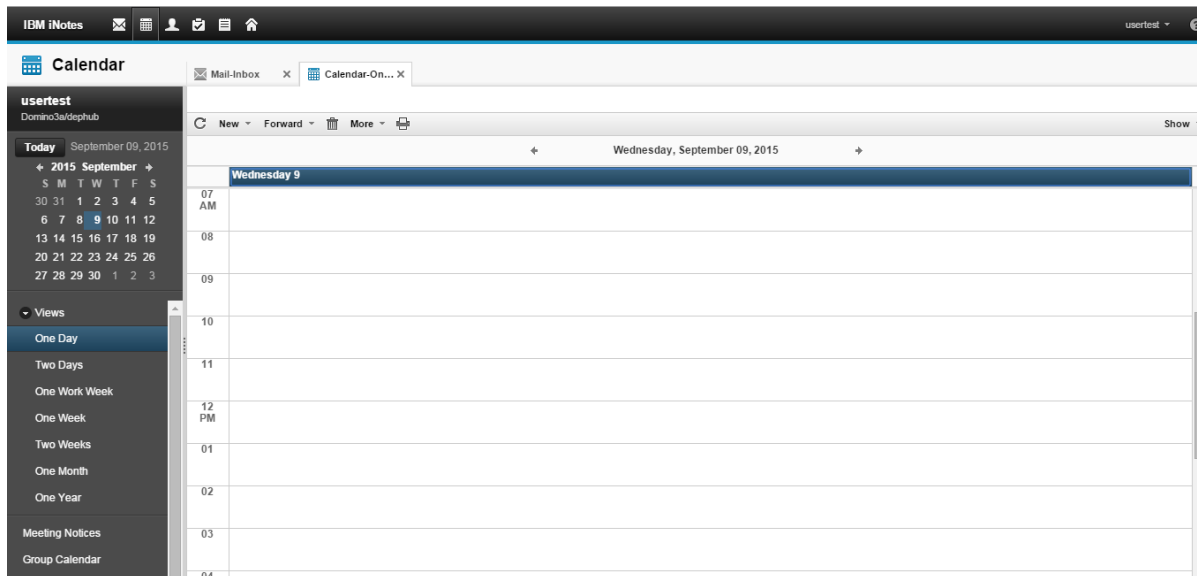 IBM iNotes usertest
Calendar
Mail-Inbox X Calendar-On... X
usertest
Domino3a/dephub
New Forward More Show
Today September 09, 2015
Wednesday, September 09, 2015
2015 September
S M T W T F S
30 31 1 2 3 4 5
6 7 8 9 10 11 12
13 14 15 16 17 18 19
20 21 22 23 24 25 26
27 28 29 30 1 2 3
Wednesday 9
07
AM
08
09
10
11
12
PM
01
02
03
04
Views
One Day
Two Days
One Work Week
One Week
Two Weeks
One Month
One Year
Meeting Notices
Group Calendar